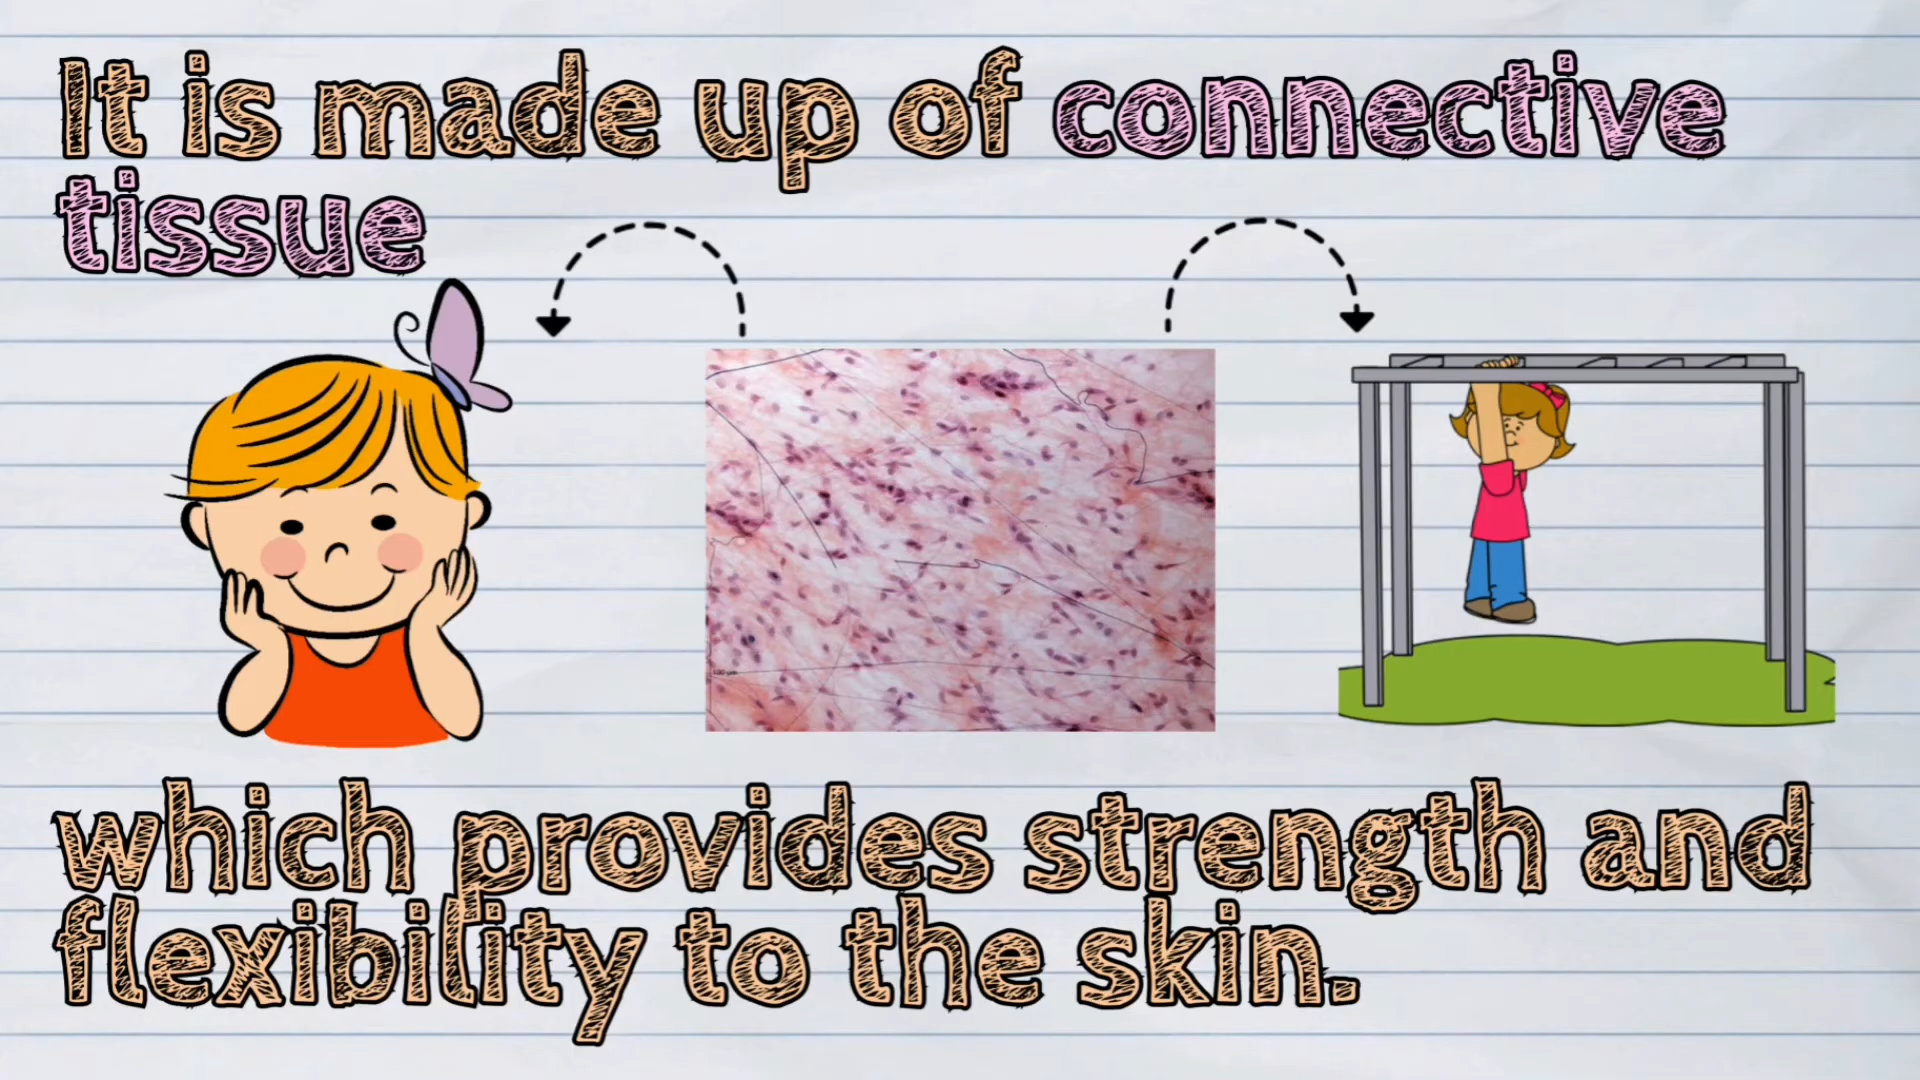 It is made up of connective
tissue
which provides strength and
flexibility to the skin.